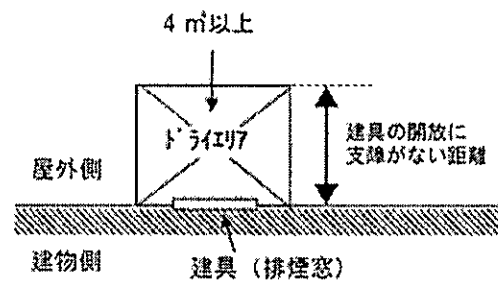 4 ㎡以上
ドライエリア
建具の開放に
支障がない距離
屋外側
建物側
建具（排煙窓）